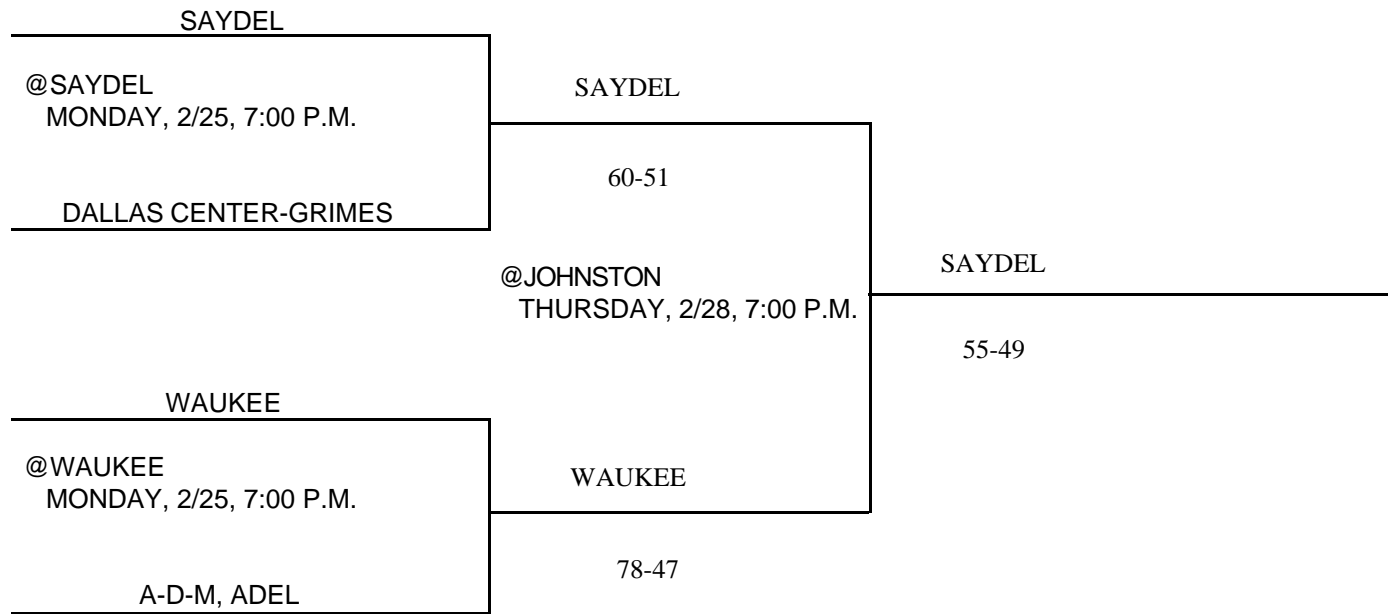 SAYDEL
@SAYDEL
MONDAY, 2/25, 7:00 P.M.
DALLAS CENTER-GRIMES
SAYDEL
60-51
@JOHNSTON
THURSDAY, 2/28, 7:00 P.M.
SAYDEL
55-49
WAUKEE
@WAUKEE
MONDAY, 2/25, 7:00 P.M.
A-D-M, ADEL
WAUKEE
78-47